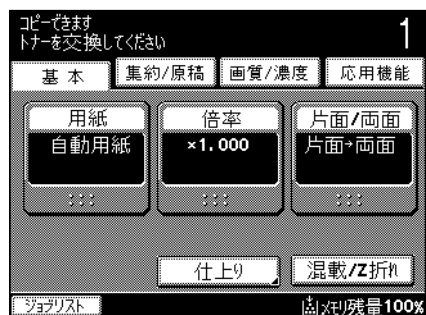 コピーできます
トナーを交換してください
1
基本
集約/原稿
画質/濃度
応用機能
用紙
倍率
片面/両面
自動用紙
×1.000
片面→両面
仕上り
混載/Z折れ
ジョブリスト
メモリ残量100%